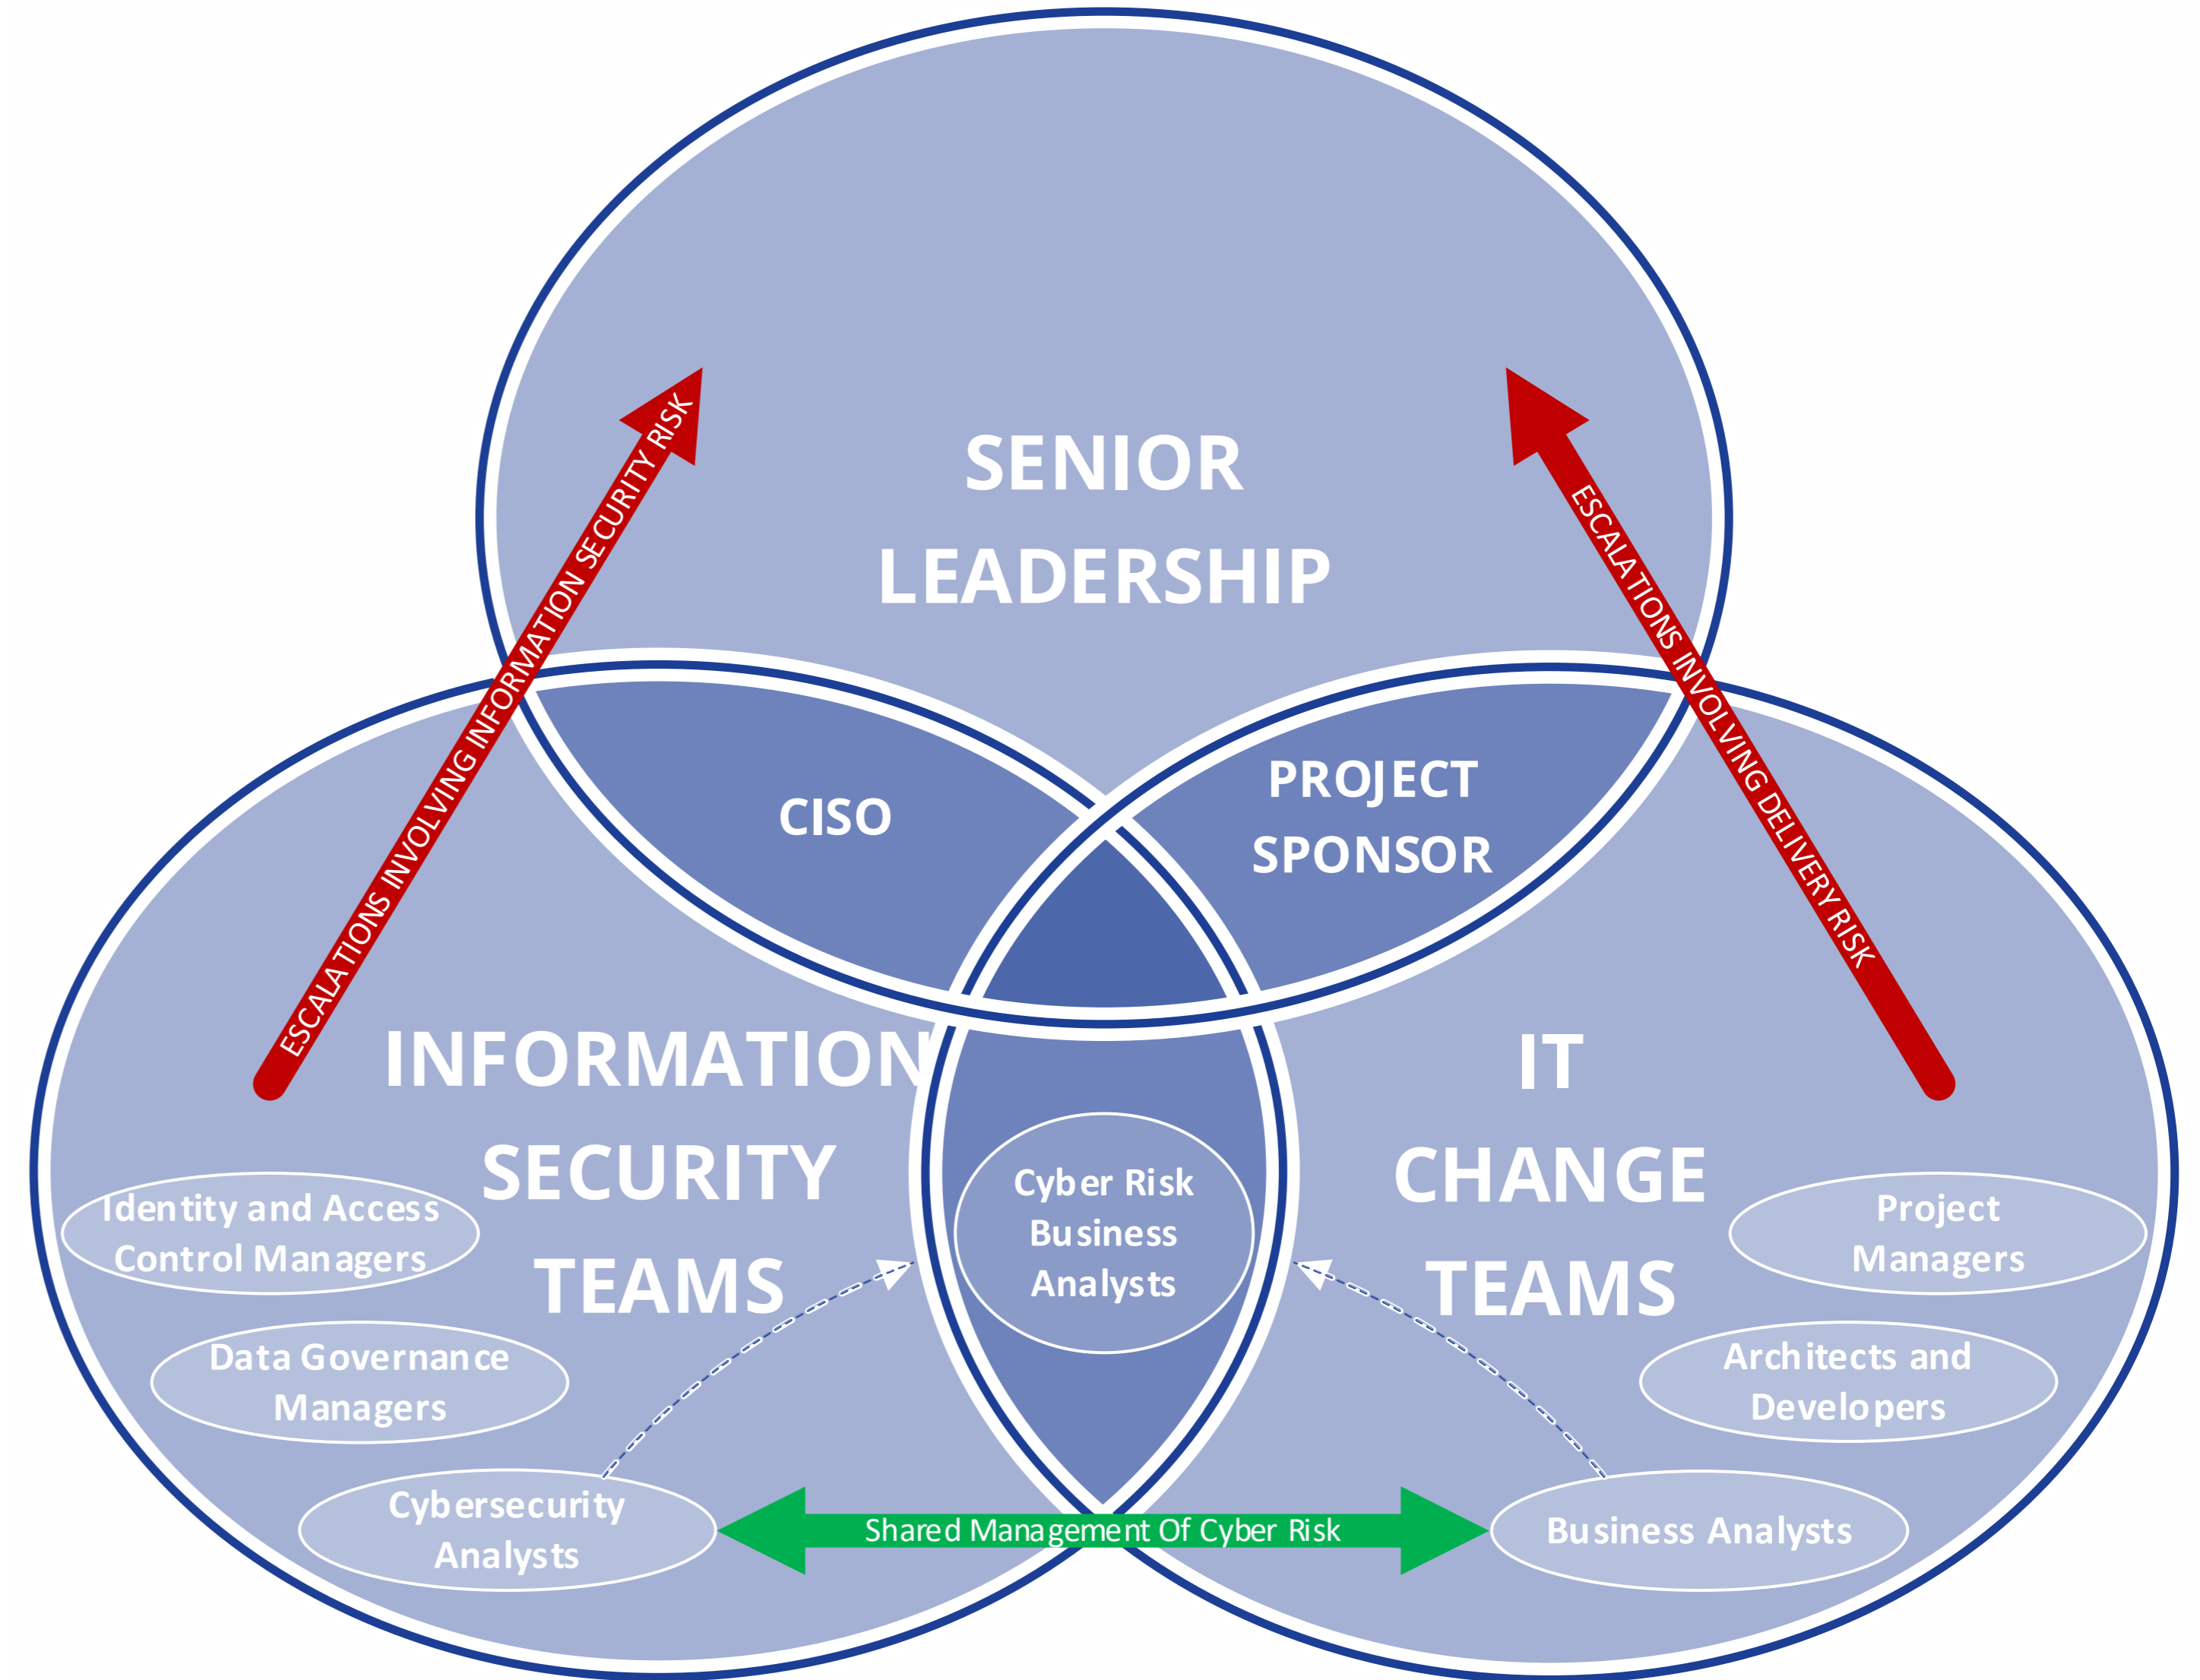 SENIOR
LEADERSHIP
ESCALATIONS INVOLVING INFORMATION SECURITY RISK
ESCALATIONS INVOLVING DELIVERY RISK
CISO
PROJECT
SPONSOR
INFORMATION
SECURITY
TEAMS
IT
CHANGE
TEAMS
Cyber Risk
Business
Analysts
Identity and Access
Control Managers
Data Governance
Managers
Cybersecurity
Analysts
Project
Managers
Architects and
Developers
Business Analysts
Shared Management Of Cyber Risk